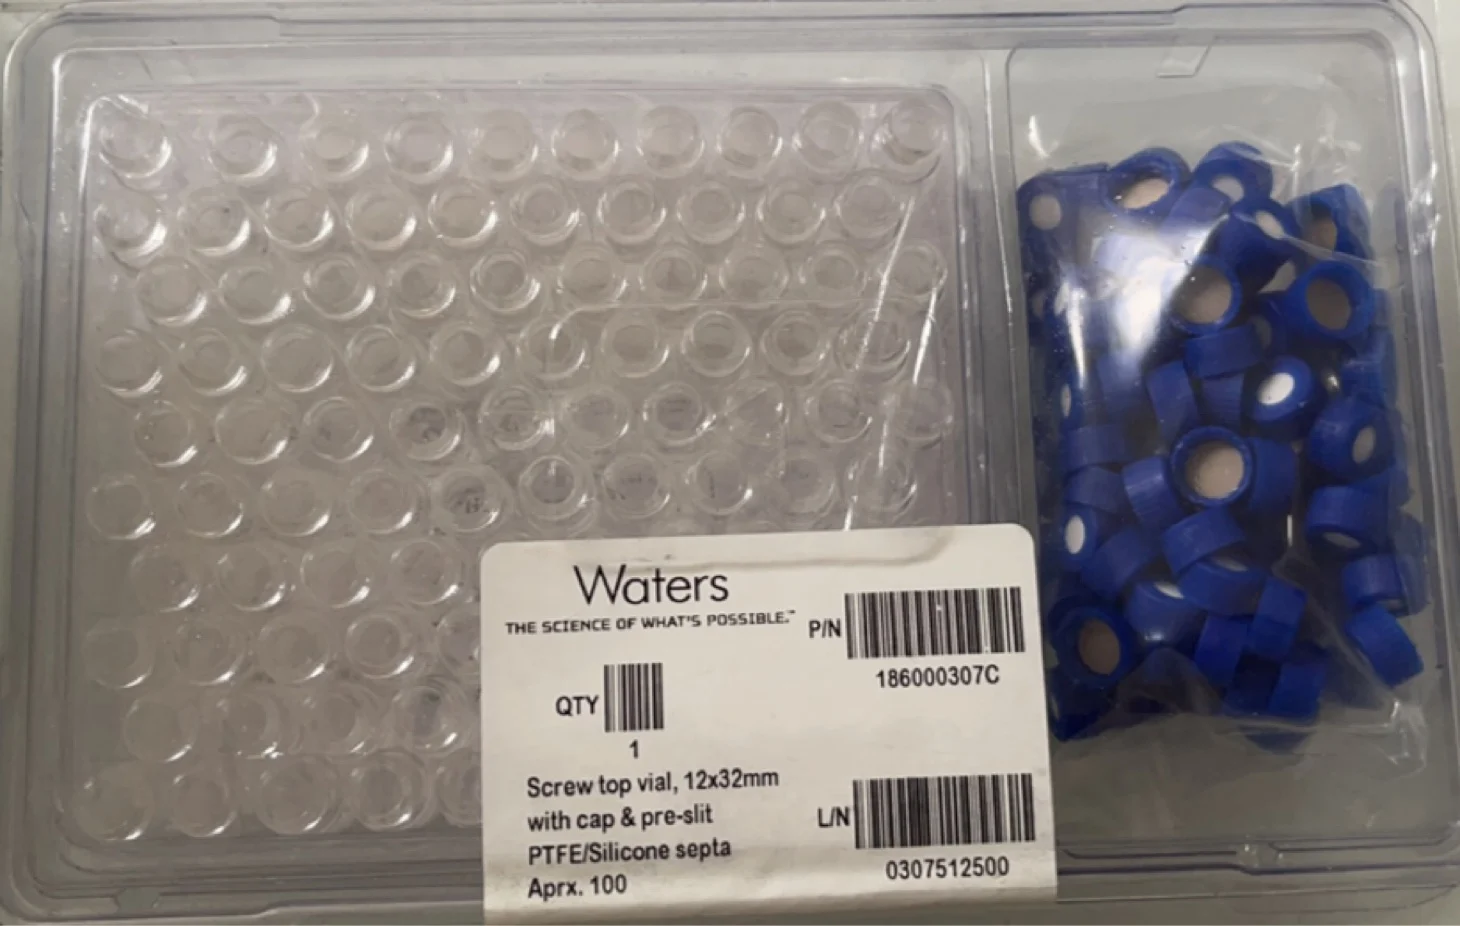 Waters
THE SCIENCE OF WHAT'S POSSIBLE.™
P/N
186000307C
QTY
1
Screw top vial, 12x32mm
with cap & pre-slit
PTFE/Silicone septa
Aprx. 100
L/N
0307512500